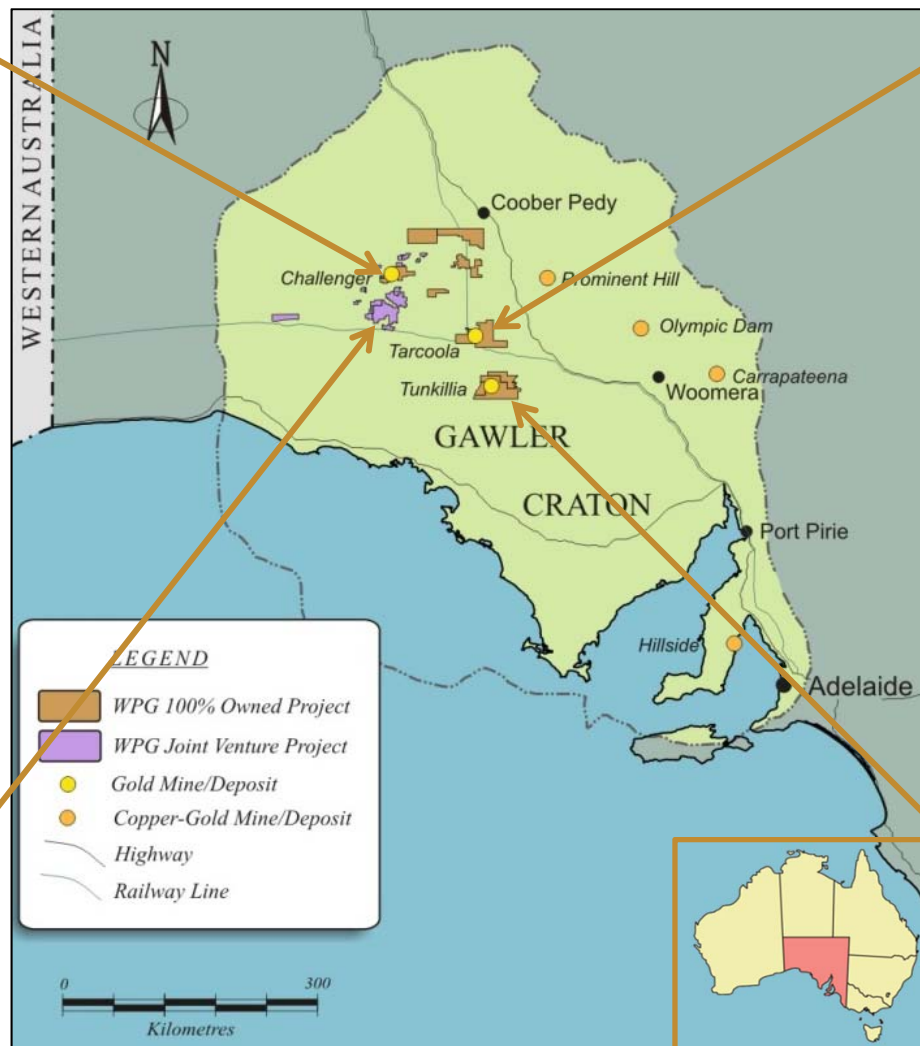 WESTERN AUSTRALIA
N
Coober Pedy
Challenger
Prominent Hill
Olympic Dam
Tarcoola
Carrapateena
Tunkillia
Woomera
GAWLER
CRATON
Port Pirie
Hillside
Adelaide
LEGEND
WPG 100% Owned Project
WPG Joint Venture Project
Gold Mine/Deposit
Copper-Gold Mine/Deposit
Highway
Railway Line
0 300
Kilometres